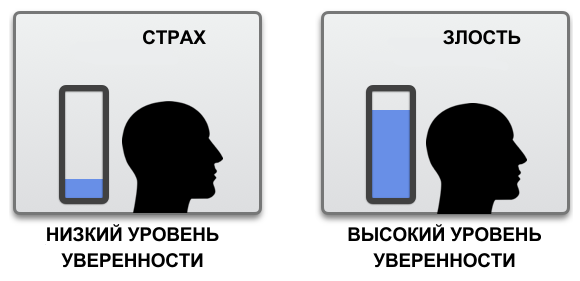 СТРАХ
НИЗКИЙ УРОВЕНЬ
УВЕРЕННОСТИ
ЗЛОСТЬ
ВЫСОКИЙ УРОВЕНЬ
УВЕРЕННОСТИ